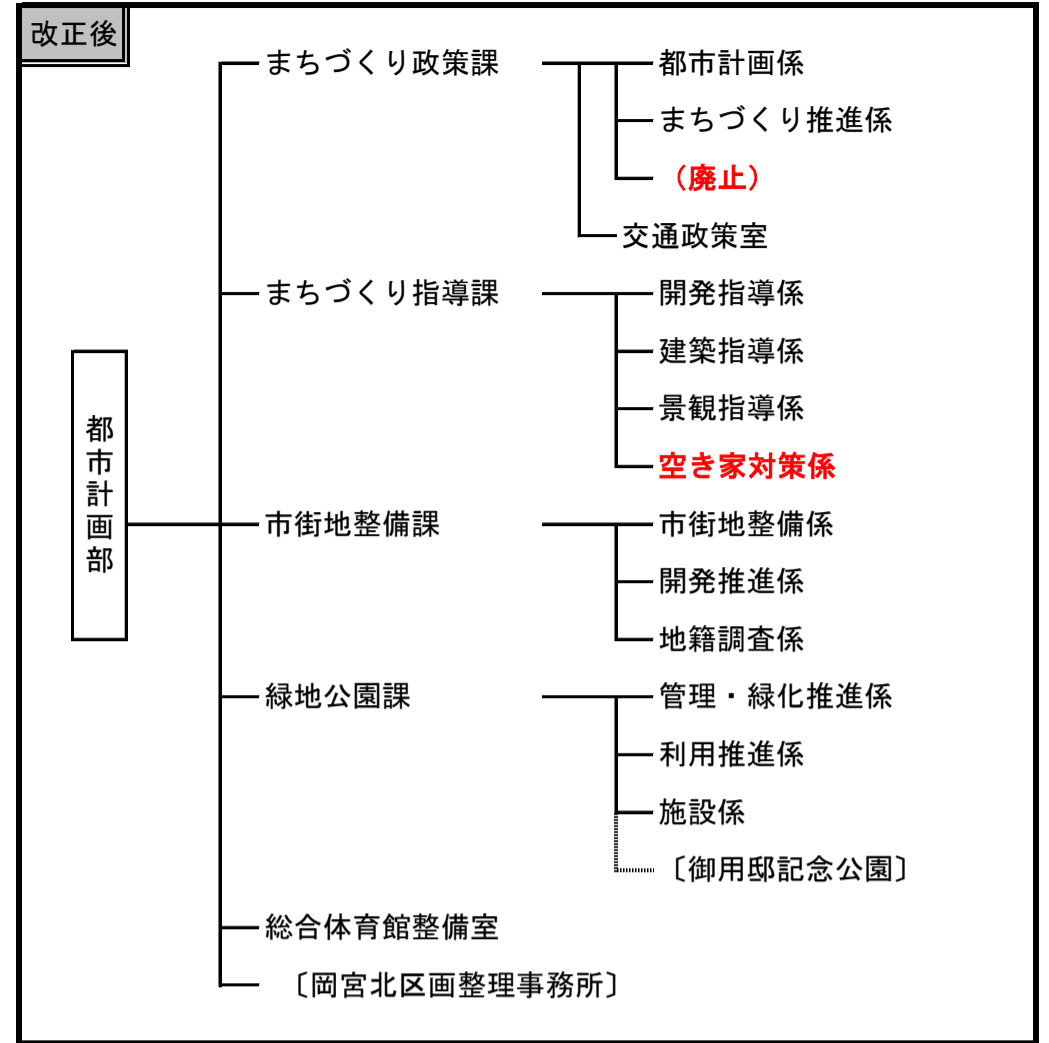 改正後
まちづくり政策課
都市計画係
まちづくり推進係
（廃止）
交通政策室
まちづくり指導課
開発指導係
建築指導係
景観指導係
空き家対策係
都市計画部
市街地整備課
市街地整備係
開発推進係
地籍調査係
緑地公園課
管理・緑化推進係
利用推進係
施設係
〔御用邸記念公園〕
総合体育館整備室
〔岡宮北区画整理事務所〕